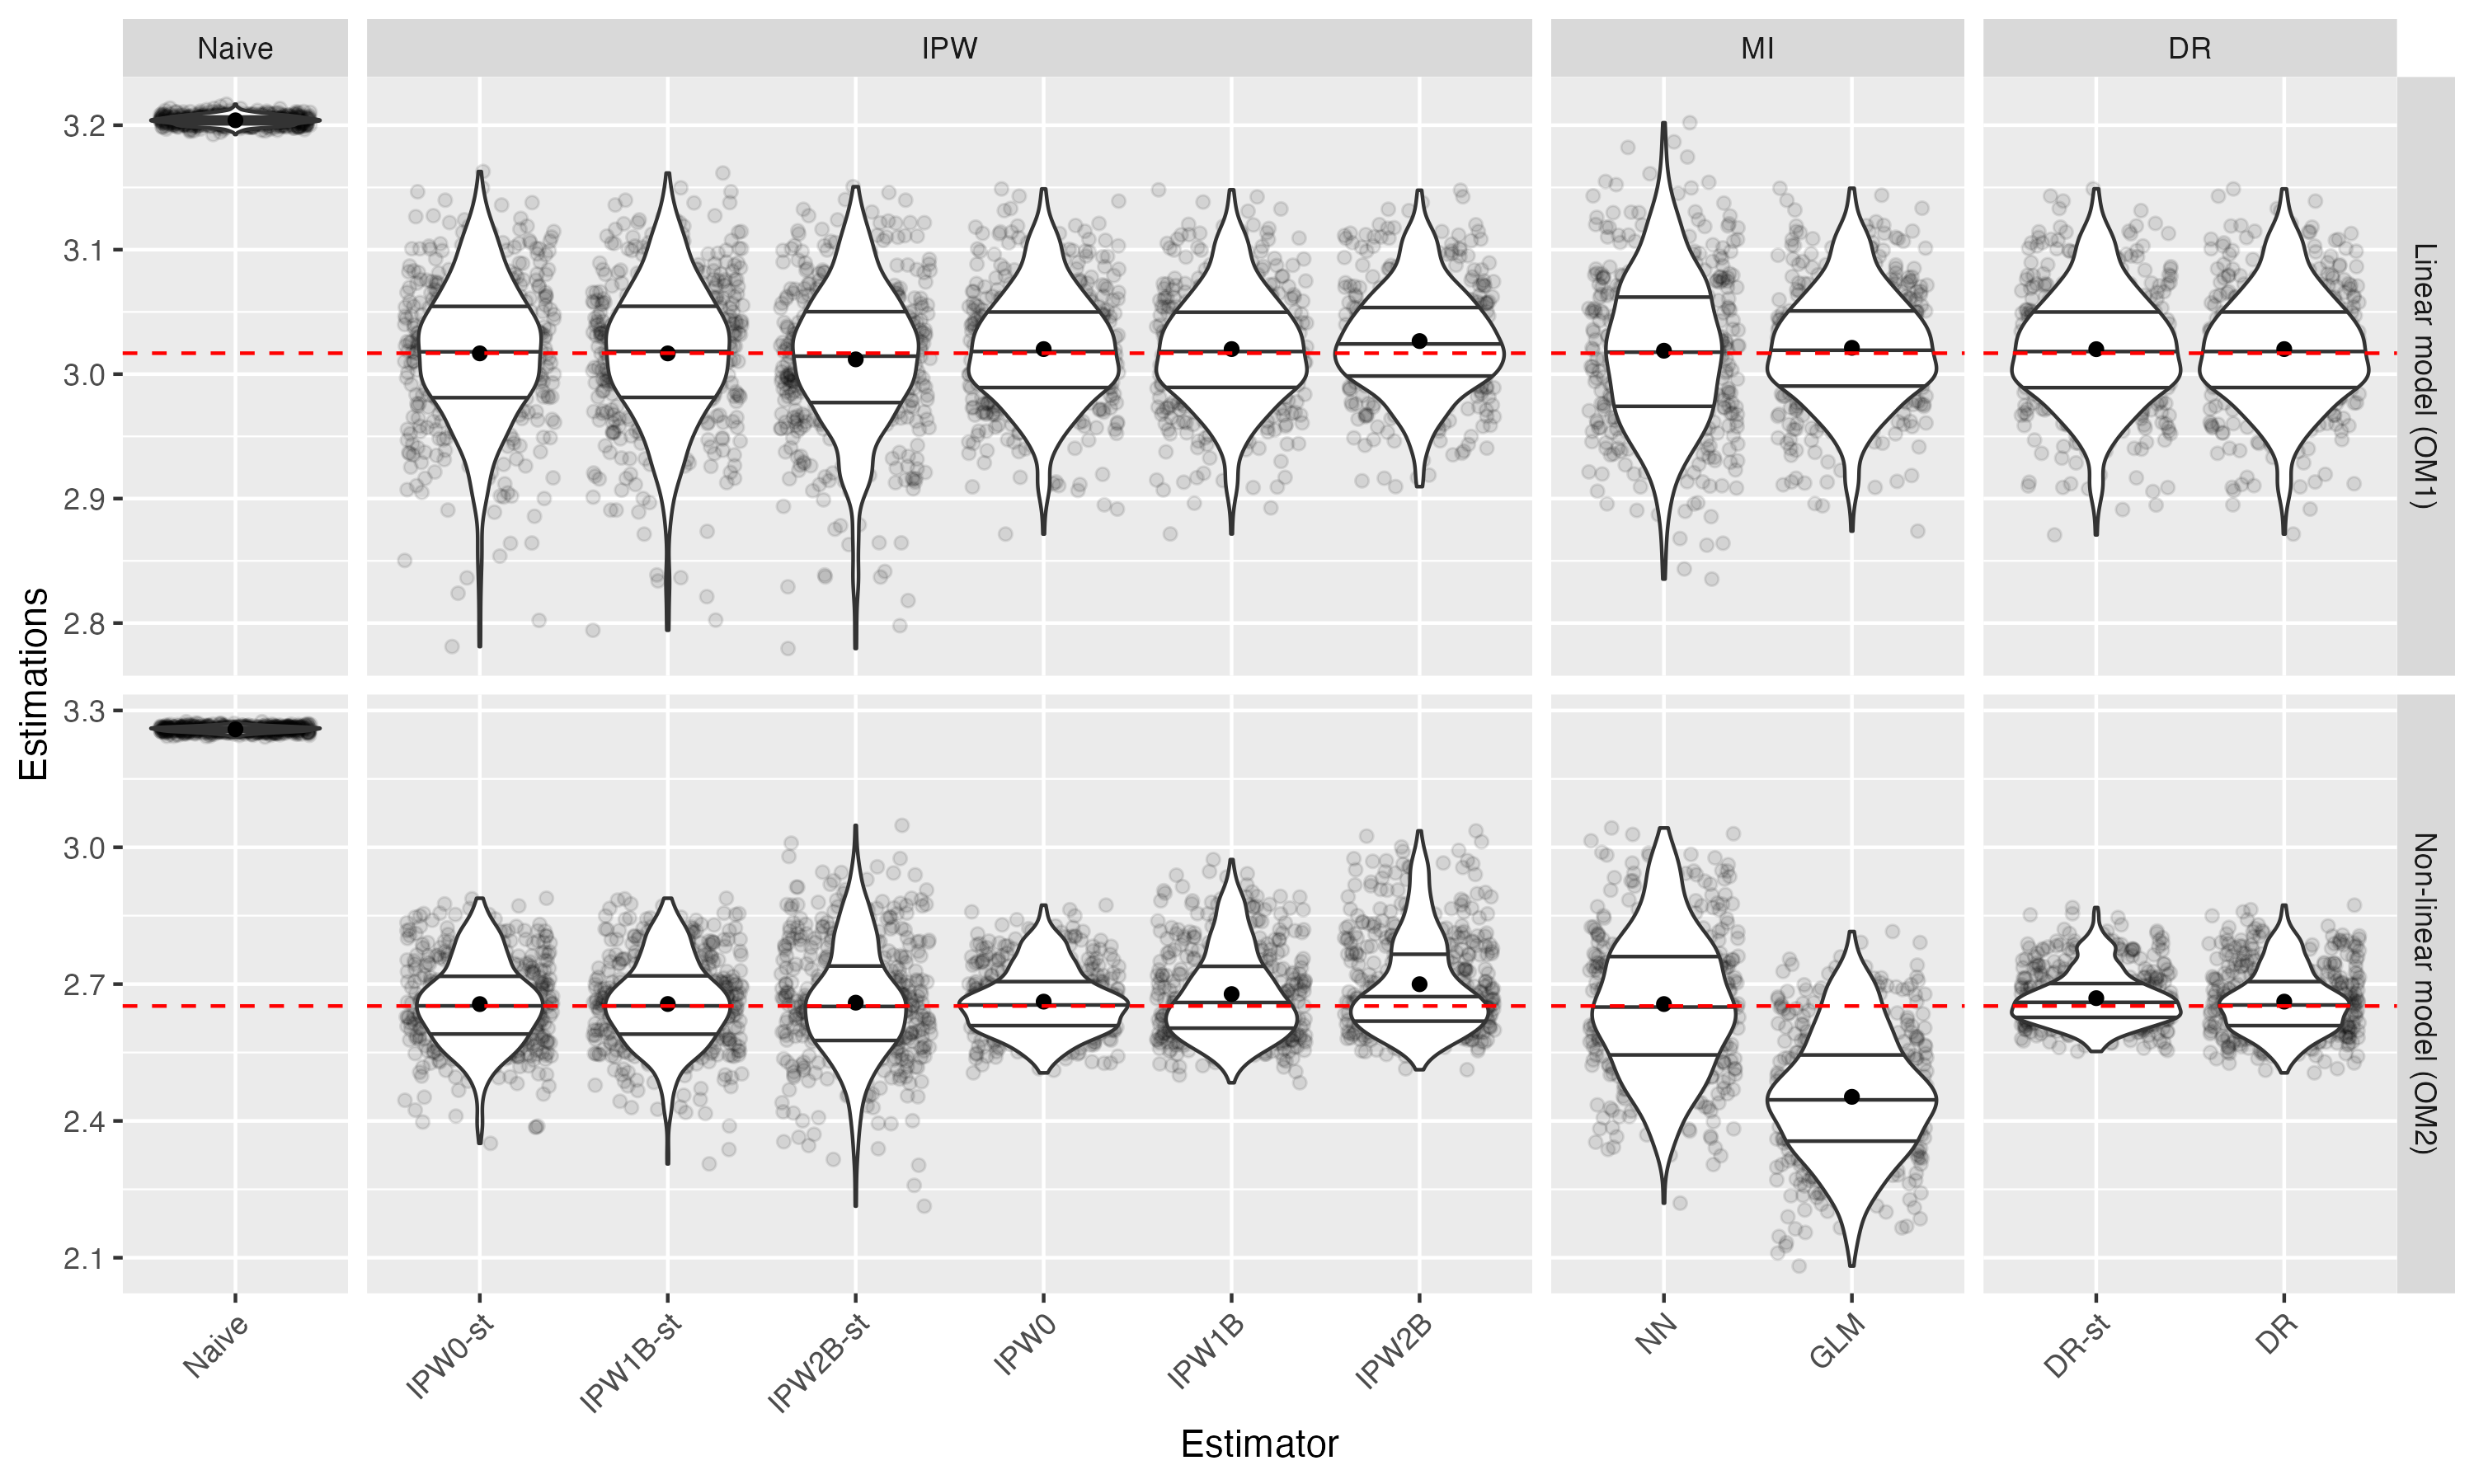 Naive
IPW
MI
DR
Estimations
3.2
3.1
3.0
2.9
2.8
Linear model (OM1)
3.3
3.0
2.7
2.4
2.1
Non-linear model (OM2)
Naive
IPW0-st
IPW1B-st
IPW2B-st
IPW0
IPW1B
IPW2B
NN
GLM
DR-st
DR
Estimator